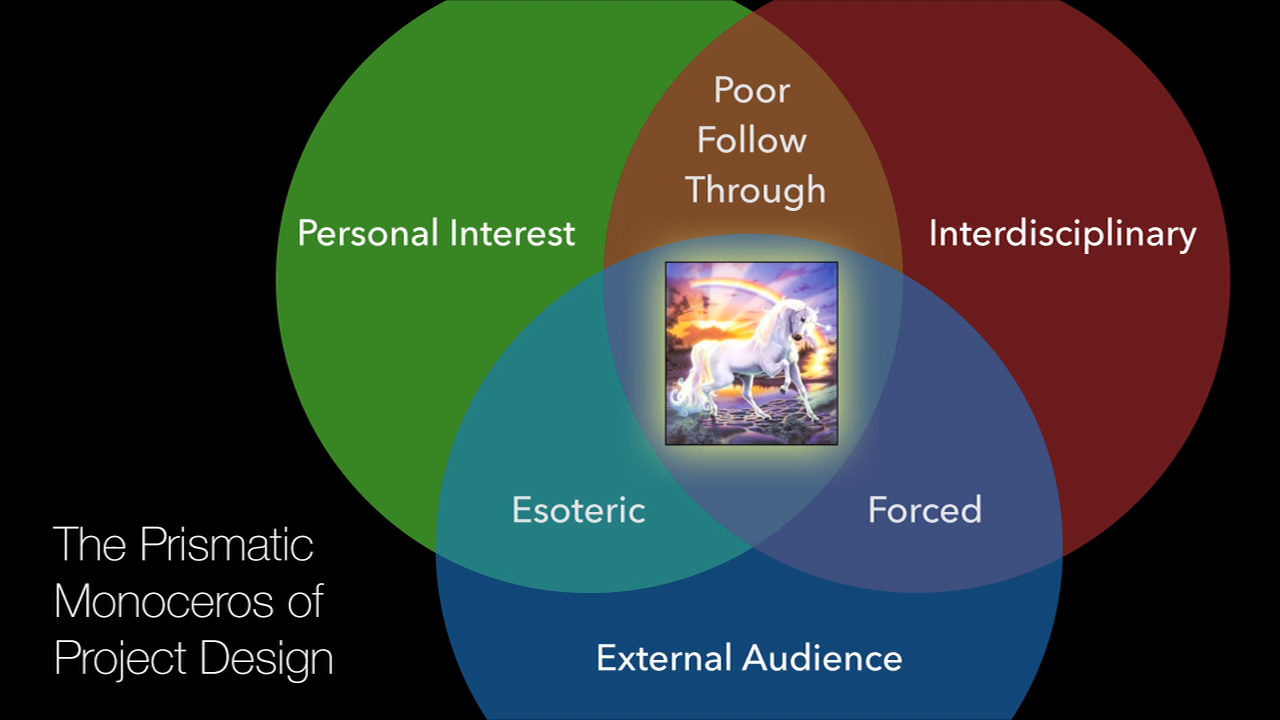 Poor
Follow
Through
Personal Interest
Interdisciplinary
Esoteric
Forced
The Prismatic
Monoceros of
Project Design
External Audience